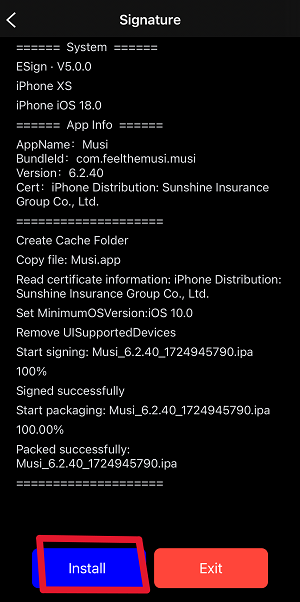 Signature
====== System ======
ESign · V5.0.0
iPhone XS
iPhone iOS 18.0
====== App Info ======
AppName： Musi
BundleId： com.feelthemusi.musi
Version： 6.2.40
Cert： iPhone Distribution: Sunshine Insurance
Group Co., Ltd.
====================
Create Cache Folder
Copy file: Musi.app
Read certificate information: iPhone Distribution:
Sunshine Insurance Group Co., Ltd.
Set MinimumOSVersion:iOS 10.0
Remove UISupportedDevices
Start signing: Musi_6.2.40_1724945790.ipa
100%
Signed successfully
Start packaging: Musi_6.2.40_1724945790.ipa
100.00%
Packed successfully:
Musi_6.2.40_1724945790.ipa
====================
Install Exit